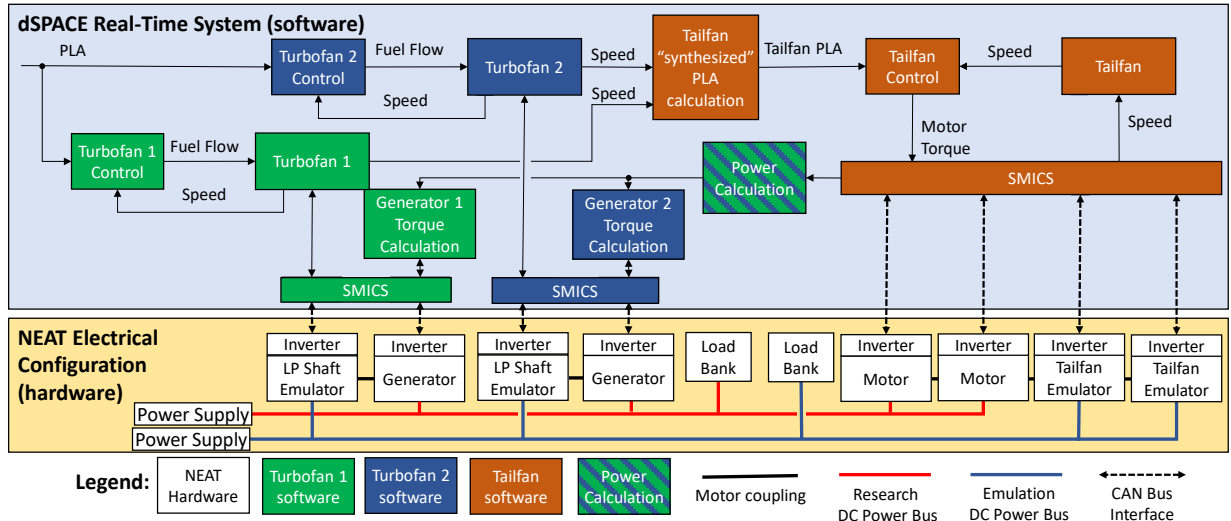 dSPACE Real-Time System (software)
PLA
Turbofan 2
Control
Fuel Flow
Turbofan 2
Speed
Speed
Speed
Tailfan
“synthesized”
PLA
calculation
Tailfan PLA
Tailfan
Control
Speed
Tailfan
Motor
Torque
Speed
Turbofan 1
Control
Fuel Flow
Turbofan 1
Speed
Power
Calculation
SMICS
Generator 1
Torque
Calculation
Generator 2
Torque
Calculation
SMICS
SMICS
NEAT Electrical
Configuration
(hardware)
Inverter
LP Shaft
Emulator
Inverter
Generator
Inverter
LP Shaft
Emulator
Inverter
Generator
Load
Bank
Load
Bank
Inverter
Motor
Inverter
Motor
Inverter
Tailfan
Emulator
Inverter
Tailfan
Emulator
Power Supply
Power Supply
Legend:
NEAT
Hardware
Turbofan 1
software
Turbofan 2
software
Tailfan
software
Power
Calculation
Motor coupling
Research
DC Power Bus
Emulation
DC Power Bus
CAN Bus
Interface